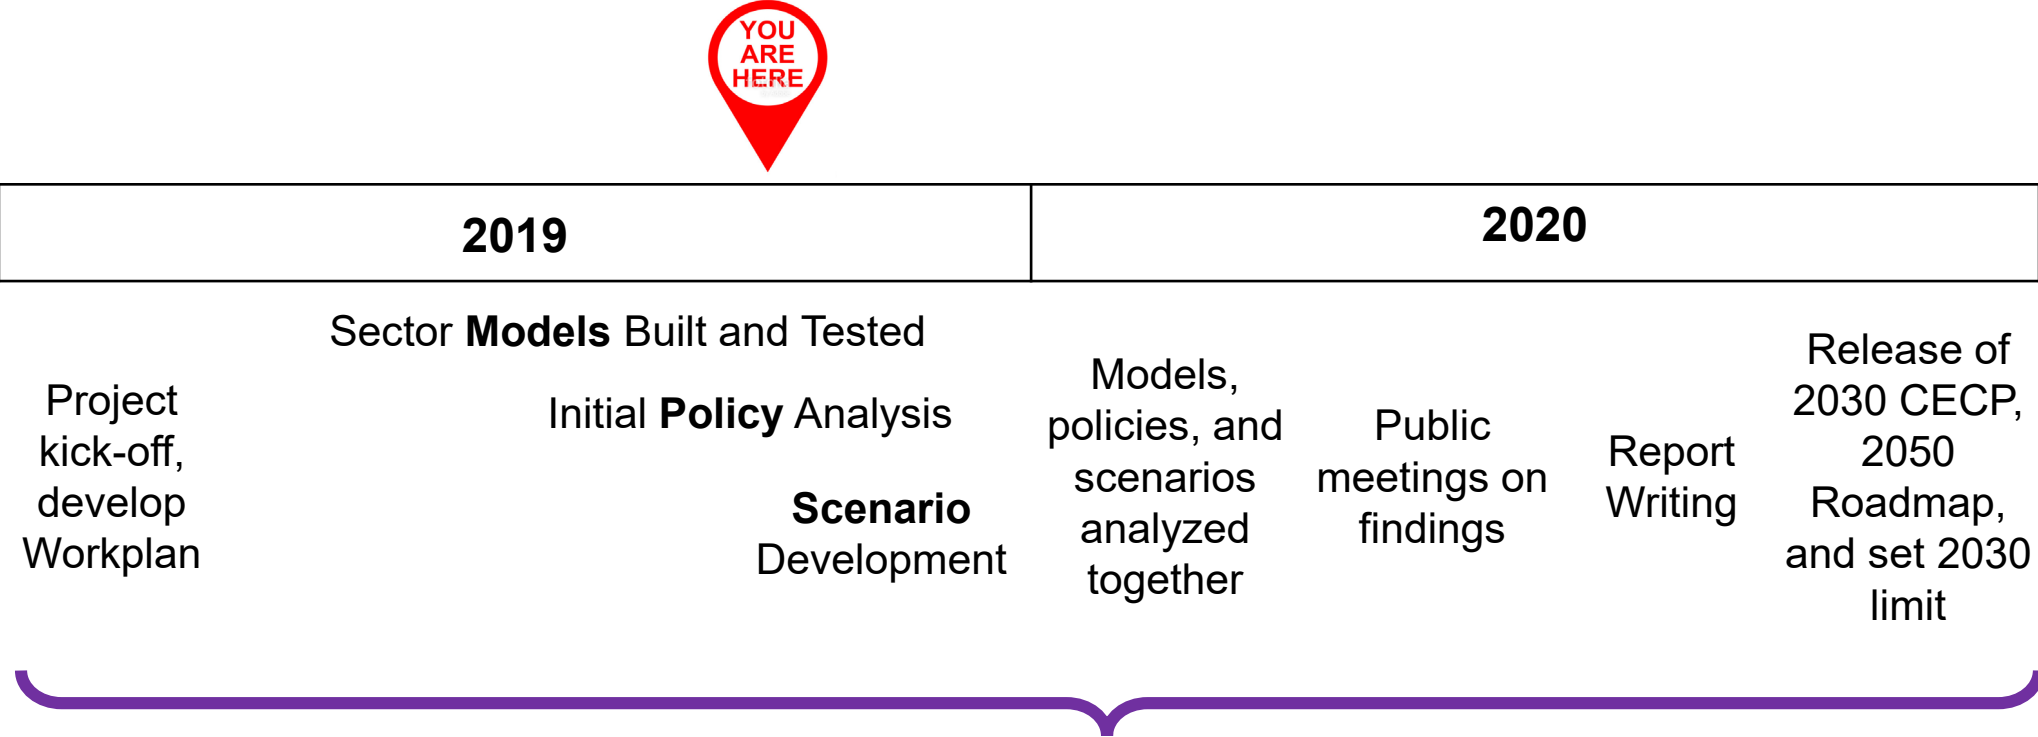 YOU
ARE
HERE
2019
2020
Project
kick-off,
develop
Workplan
Sector Models Built and Tested
Initial Policy Analysis
Scenario
Development
Models,
policies, and
scenarios
analyzed
together
Public
meetings on
findings
Report
Writing
Release of
2030 CECP,
2050
Roadmap,
and set 2030
limit